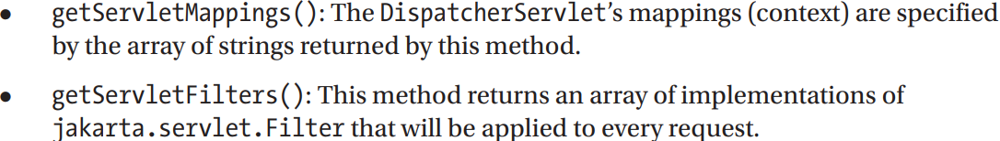 • getServletMappings(): The DispatcherServlet’s mappings (context) are specified
by the array of strings returned by this method.
• getServletFilters(): This method returns an array of implementations of
jakarta.servlet.Filter that will be applied to every request.